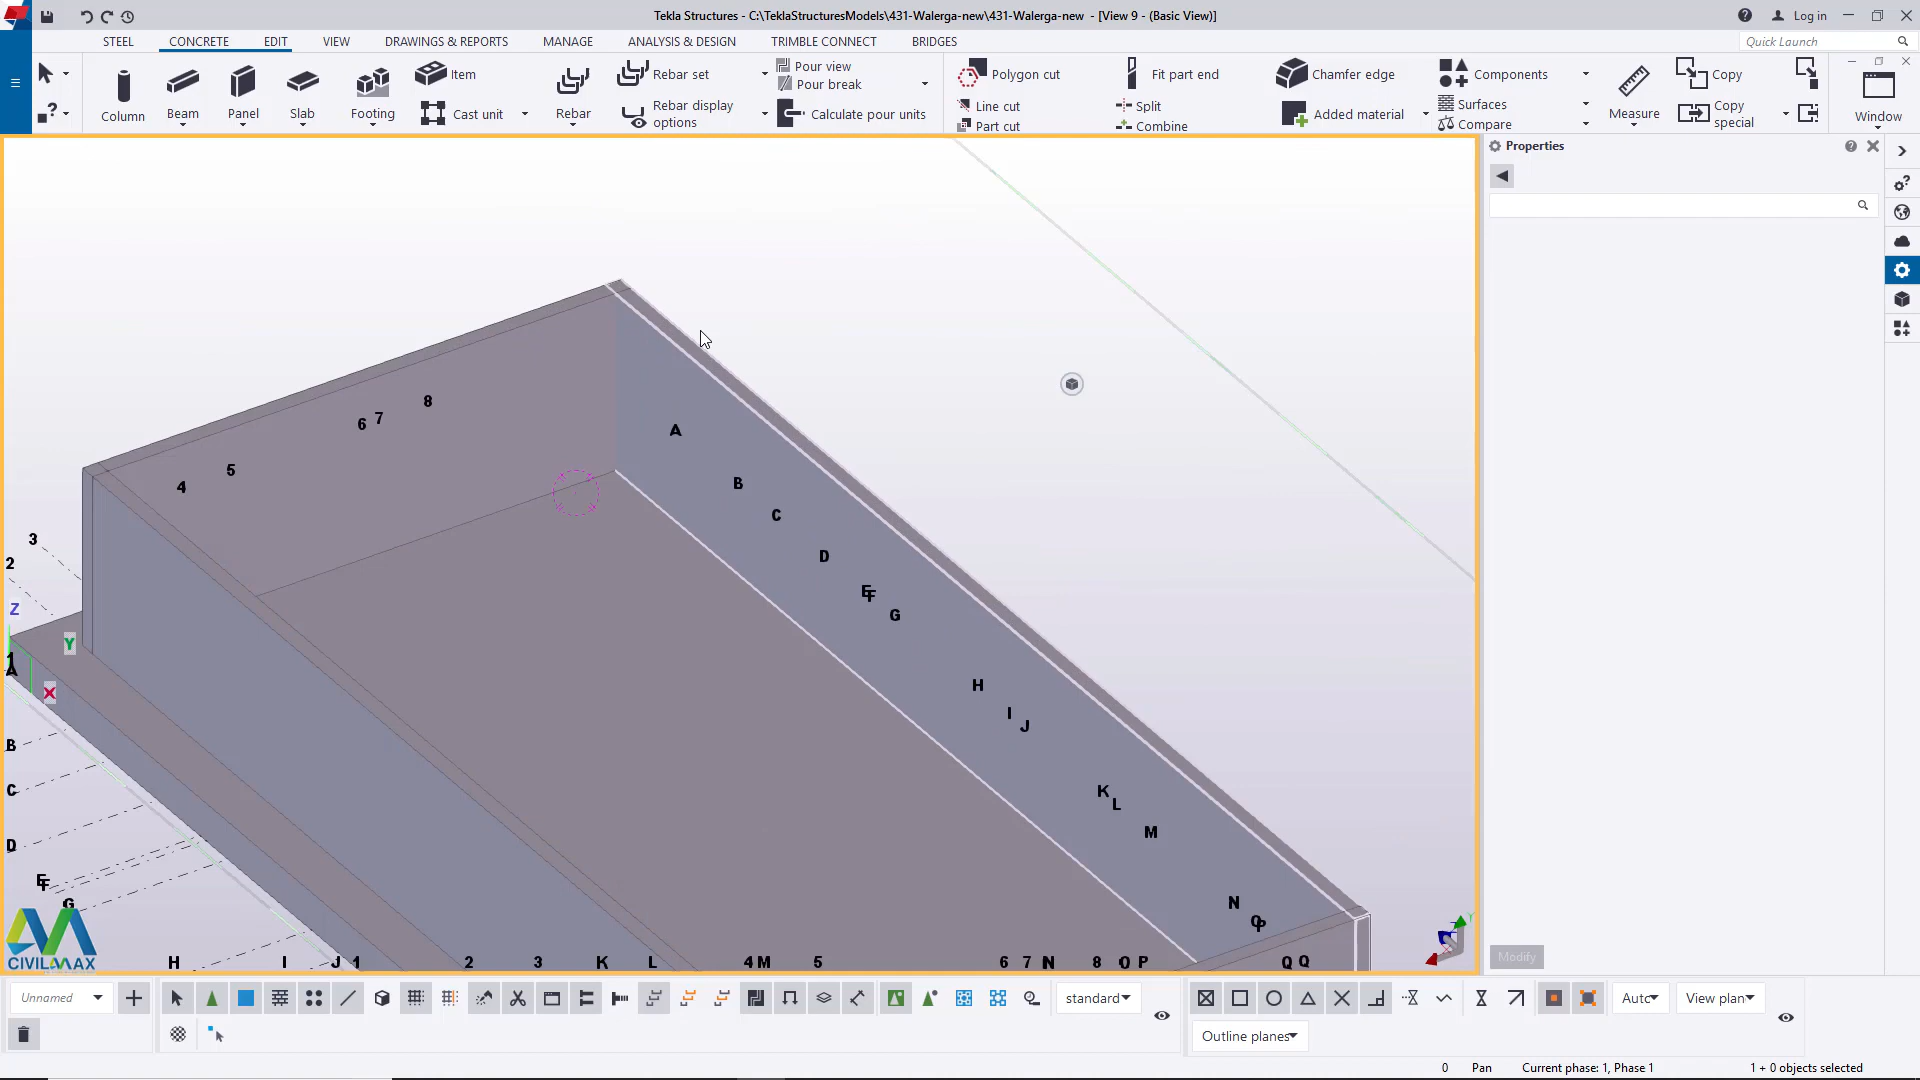 Tekla Structures - C:\TeklaStructuresModels\431-Walerga-new\431-Walerga-new - [View 9 - (Basic View)]
Log in
STEEL CONCRETE EDIT VIEW DRAWINGS & REPORTS MANAGE ANALYSIS & DESIGN TRIMBLE CONNECT BRIDGES
Quick Launch
Column
Beam
Panel
Slab
Footing
Item
Cast unit
Rebar
Rebar set
Rebar display options
Pour view
Pour break
Calculate pour units
Polygon cut
Line cut
Part cut
Fit part end
Split
Combine
Chamfer edge
Added material
Components
Surfaces
Compare
Measure
Copy
Copy special
Window
Properties
8
6 7
5
4
3
2
Z
Y
X
1
A
B
C
D
E F
G
A
B
C
D
E F
G
H
I
J
K
L
M
N
O P
H I J 1 2 3 K L 4 M 5 6 7 N 8 O P Q Q
CIVILMAX
Modify
Unnamed
standard
Auto
View plan
Outline planes
0 Pan Current phase: 1, Phase 1 1 + 0 objects selected